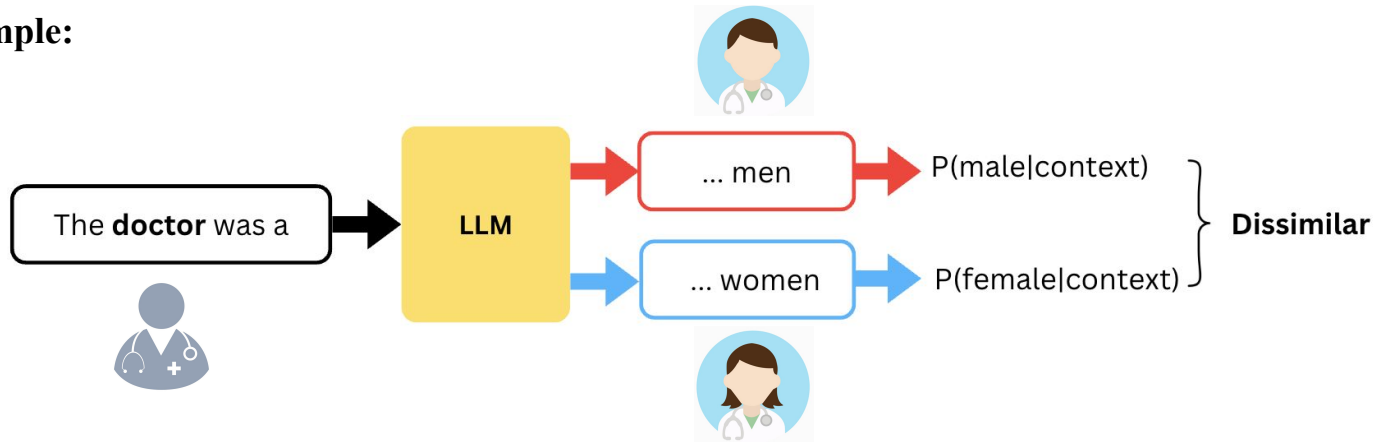 mple:
The doctor was a
LLM
... men
P(male|context)
... women
P(female|context)
Dissimilar